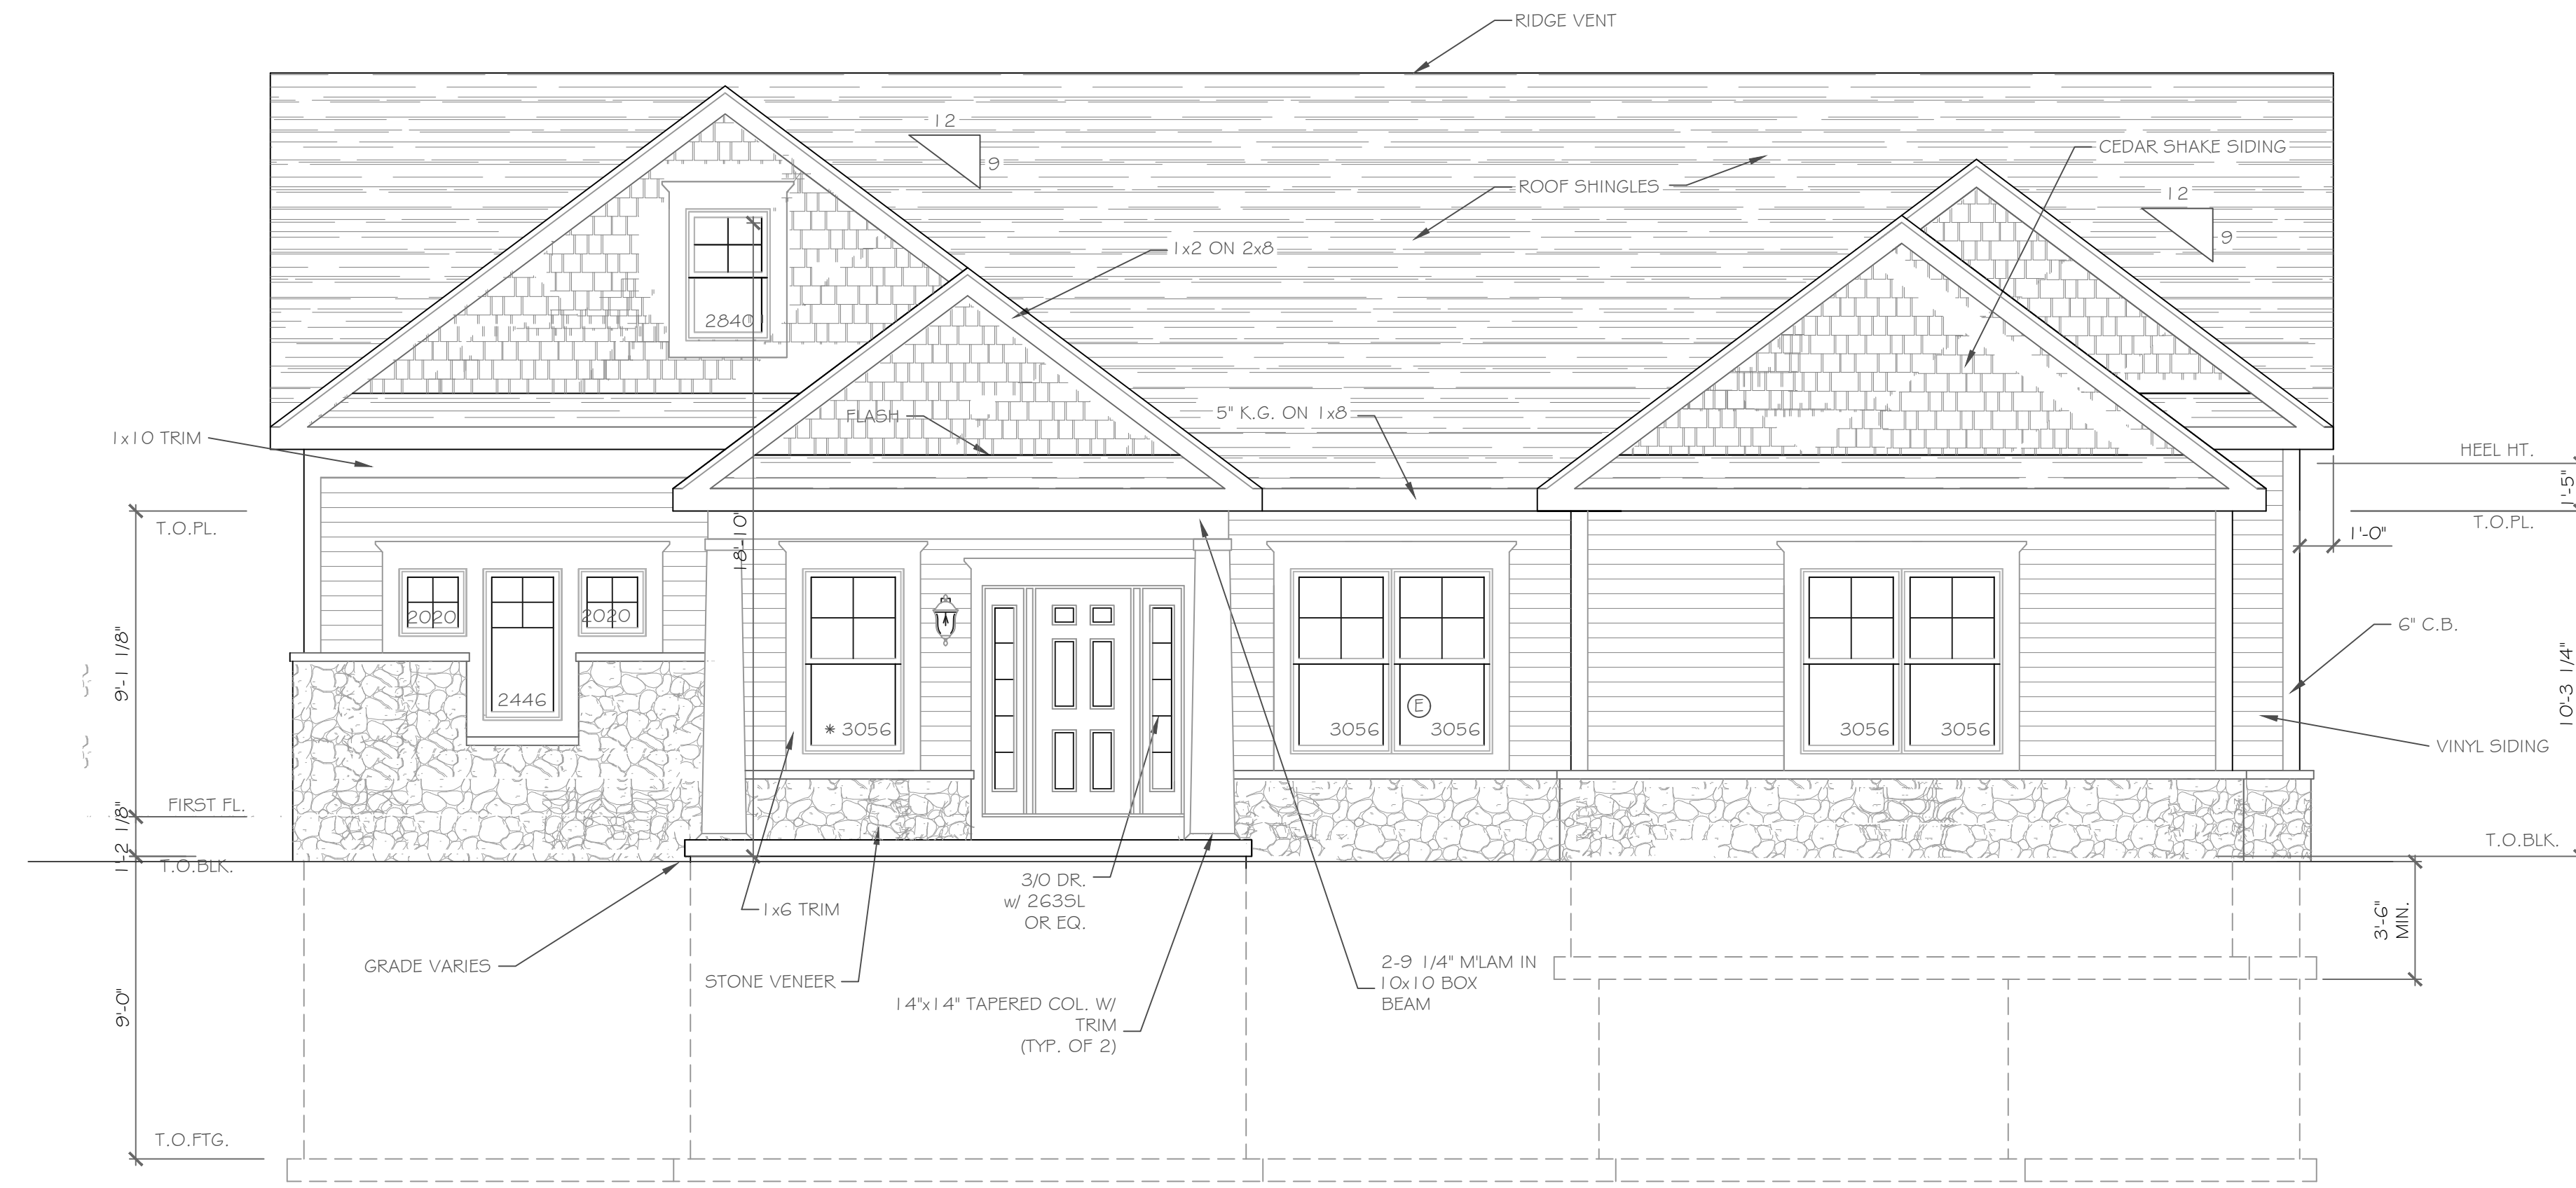 RIDGE VENT
12
9
CEDAR SHAKE SIDING
ROOF SHINGLES
12
9
1x2 ON 2x8
2840
FLASH
5" K.G. ON 1x8
1x10 TRIM
HEEL HT.
1'-5"
T.O.PL.
T.O.PL.
1'-0"
18'-10"
2020
2020
2446
* 3056
E
3056
3056
3056
3056
6" C.B.
9'-1 1/8"
10'-3 1/4"
VINYL SIDING
FIRST FL.
1'-2 1/8"
T.O.BLK.
T.O.BLK.
3/0 DR.
w/ 263SL
OR EQ.
1x6 TRIM
3'-6"
MIN.
GRADE VARIES
STONE VENEER
2-9 1/4" M'LAM IN
10x10 BOX
BEAM
14"x14" TAPERED COL. W/
TRIM
(TYP. OF 2)
9'-0"
T.O.FTG.